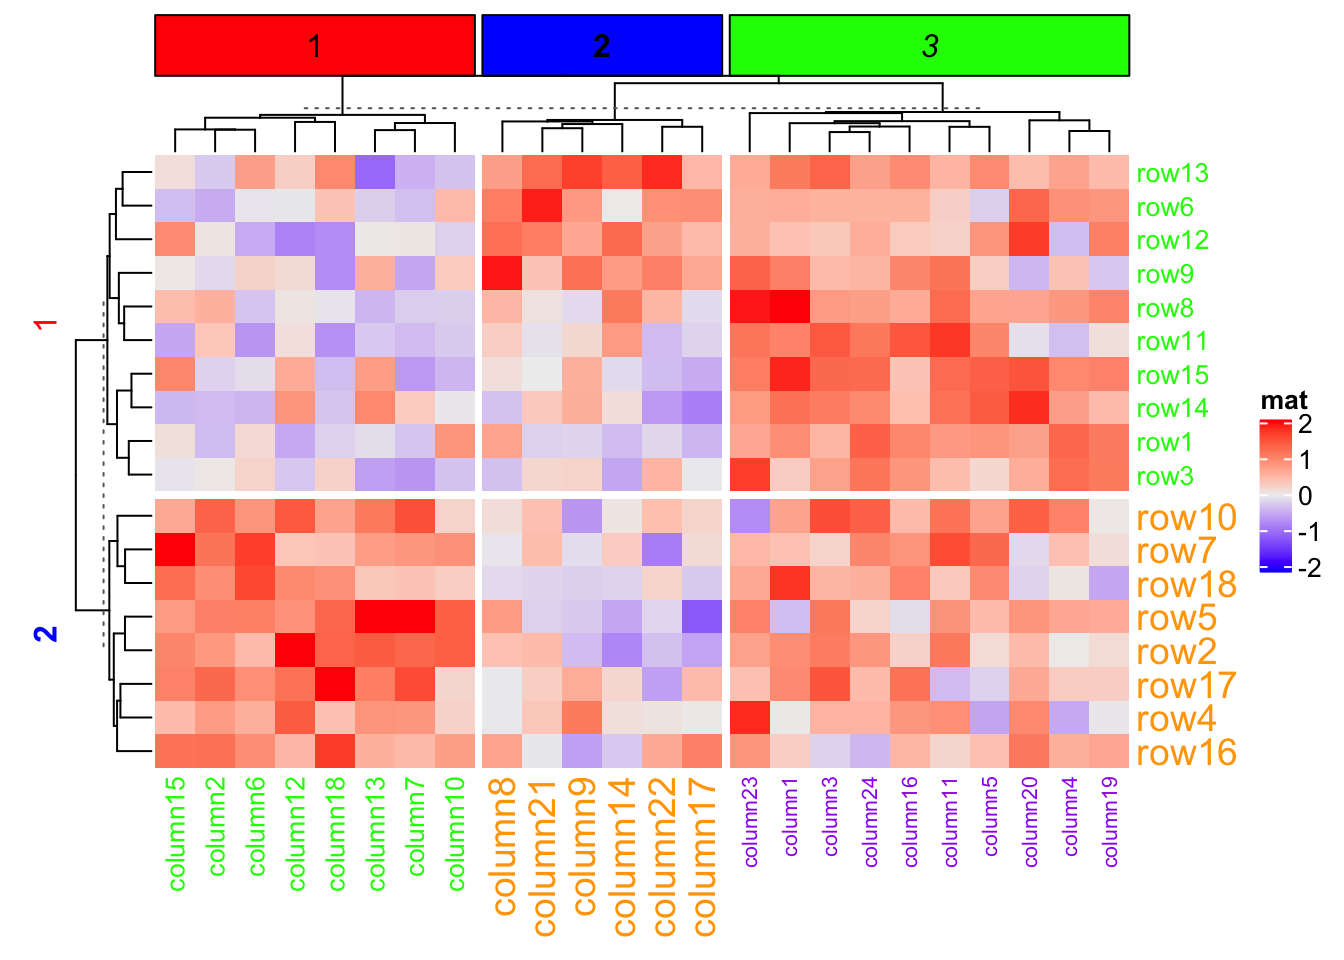 1
2
3
row13
row6
row12
row9
row8
row11
row15
row14
row1
row3
1
row10
row7
row18
row5
row2
row17
row4
row16
2
column15
column2
column6
column12
column18
column13
column7
column10
column8
column21
column9
column14
column22
column17
column23
column1
column3
column24
column16
column11
column5
column20
column4
column19
mat
2
1
0
-1
-2